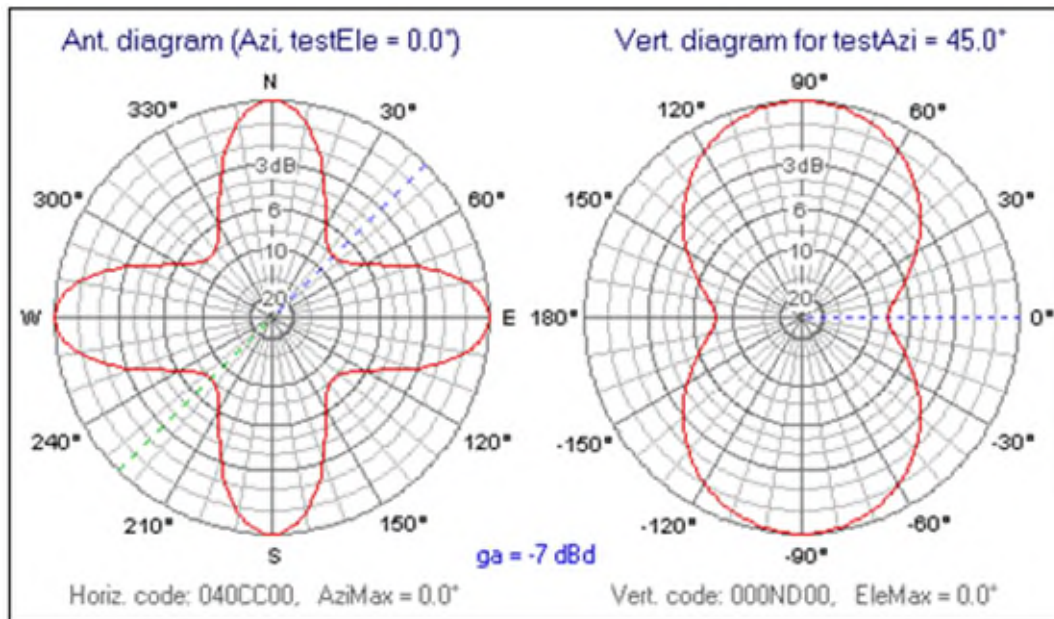 Ant. diagram (Azi, testEle = 0.0°)
N
330° 30°
300° 60°
W E
240° 120°
210° 150°
S
3dB
6
10
20
Horiz. code: 040CC00, AziMax = 0.0°
ga = -7 dBd
Vert. diagram for testAzi = 45.0°
90°
120° 60°
150° 30°
180° 0°
-150° -30°
-120° -60°
-90°
3dB
6
10
20
Vert. code: 000ND00, EleMax = 0.0°